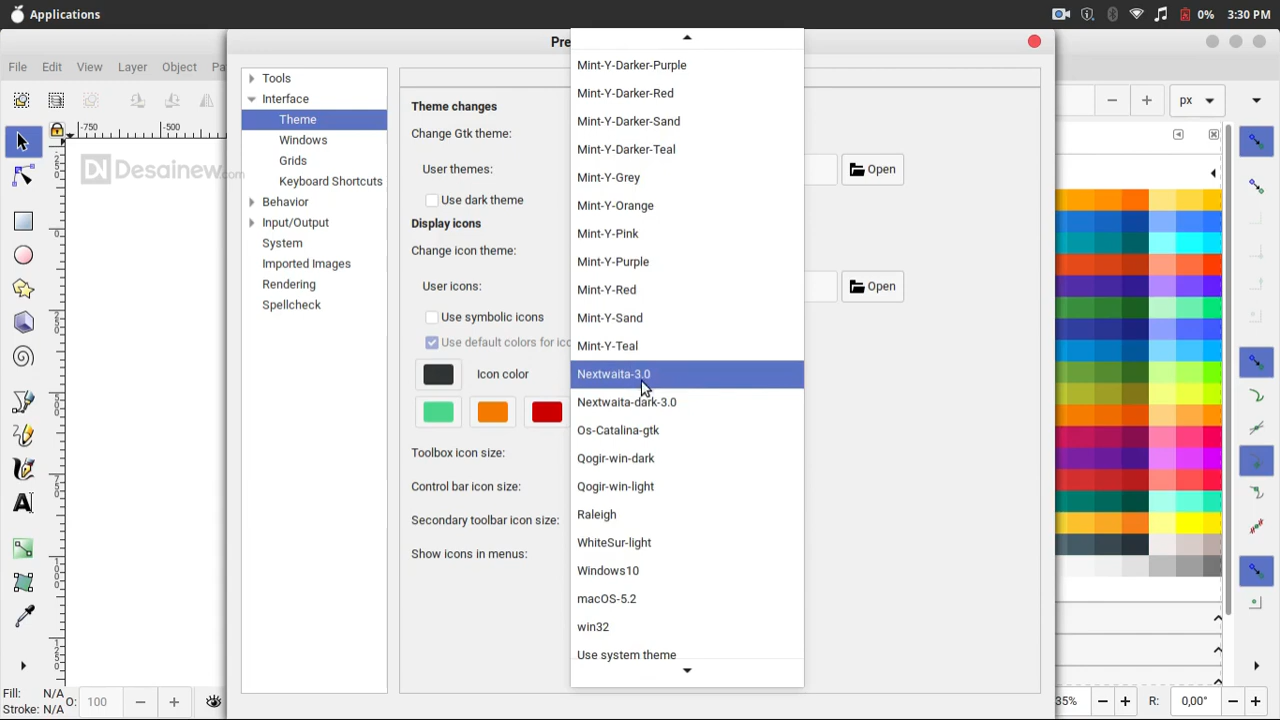 Applications
0%
3:30 PM
Pre
File Edit View Layer Object Pa
px
Tools
Interface
Theme
Windows
Grids
Keyboard Shortcuts
Behavior
Input/Output
System
Imported Images
Rendering
Spellcheck
-750
-500
Desainew.com
Theme changes
Change Gtk theme:
User themes:
Open
Use dark theme
Display icons
Change icon theme:
User icons:
Open
Use symbolic icons
Use default colors for ico
Icon color
Toolbox icon size:
Control bar icon size:
Secondary toolbar icon size:
Show icons in menus:
Mint-Y-Darker-Purple
Mint-Y-Darker-Red
Mint-Y-Darker-Sand
Mint-Y-Darker-Teal
Mint-Y-Grey
Mint-Y-Orange
Mint-Y-Pink
Mint-Y-Purple
Mint-Y-Red
Mint-Y-Sand
Mint-Y-Teal
Nextwaita-3.0
Nextwaita-dark-3.0
Os-Catalina-gtk
Qogir-win-dark
Qogir-win-light
Raleigh
WhiteSur-light
Windows10
macOS-5.2
win32
Use system theme
Fill: N/A
Stroke: N/A
O: 100
35%
R: 0,00°